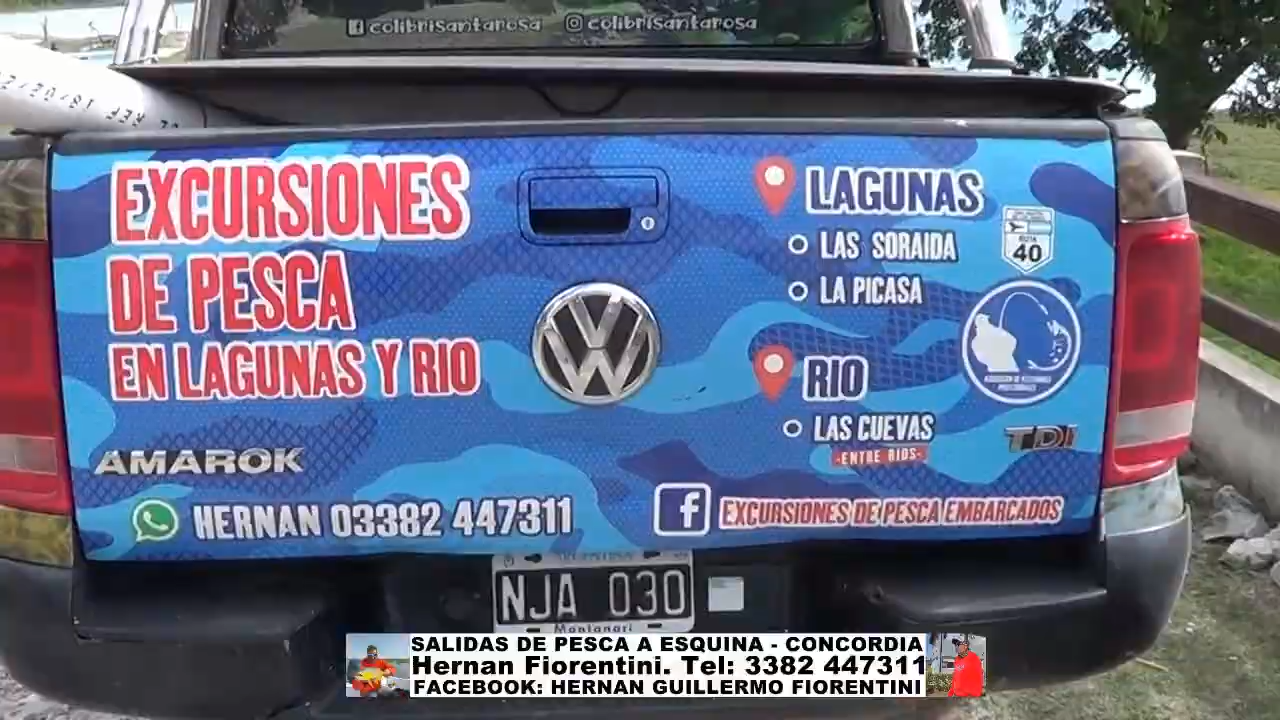 colibrisantarosa colibrisantarosa
EXCURSIONES
DE PESCA
EN LAGUNAS Y RIO
AMAROK
HERNAN 03382 447311
LAGUNAS
LAS SORAIDA
LA PICASA
RUTA
40
RIO
LAS CUEVAS
-ENTRE RIOS-
TDI
EXCURSIONES DE PESCA EMBARCADOS
NJA 030
Montanari
SALIDAS DE PESCA A ESQUINA - CONCORDIA
Hernan Fiorentini. Tel: 3382 447311
FACEBOOK: HERNAN GUILLERMO FIORENTINI